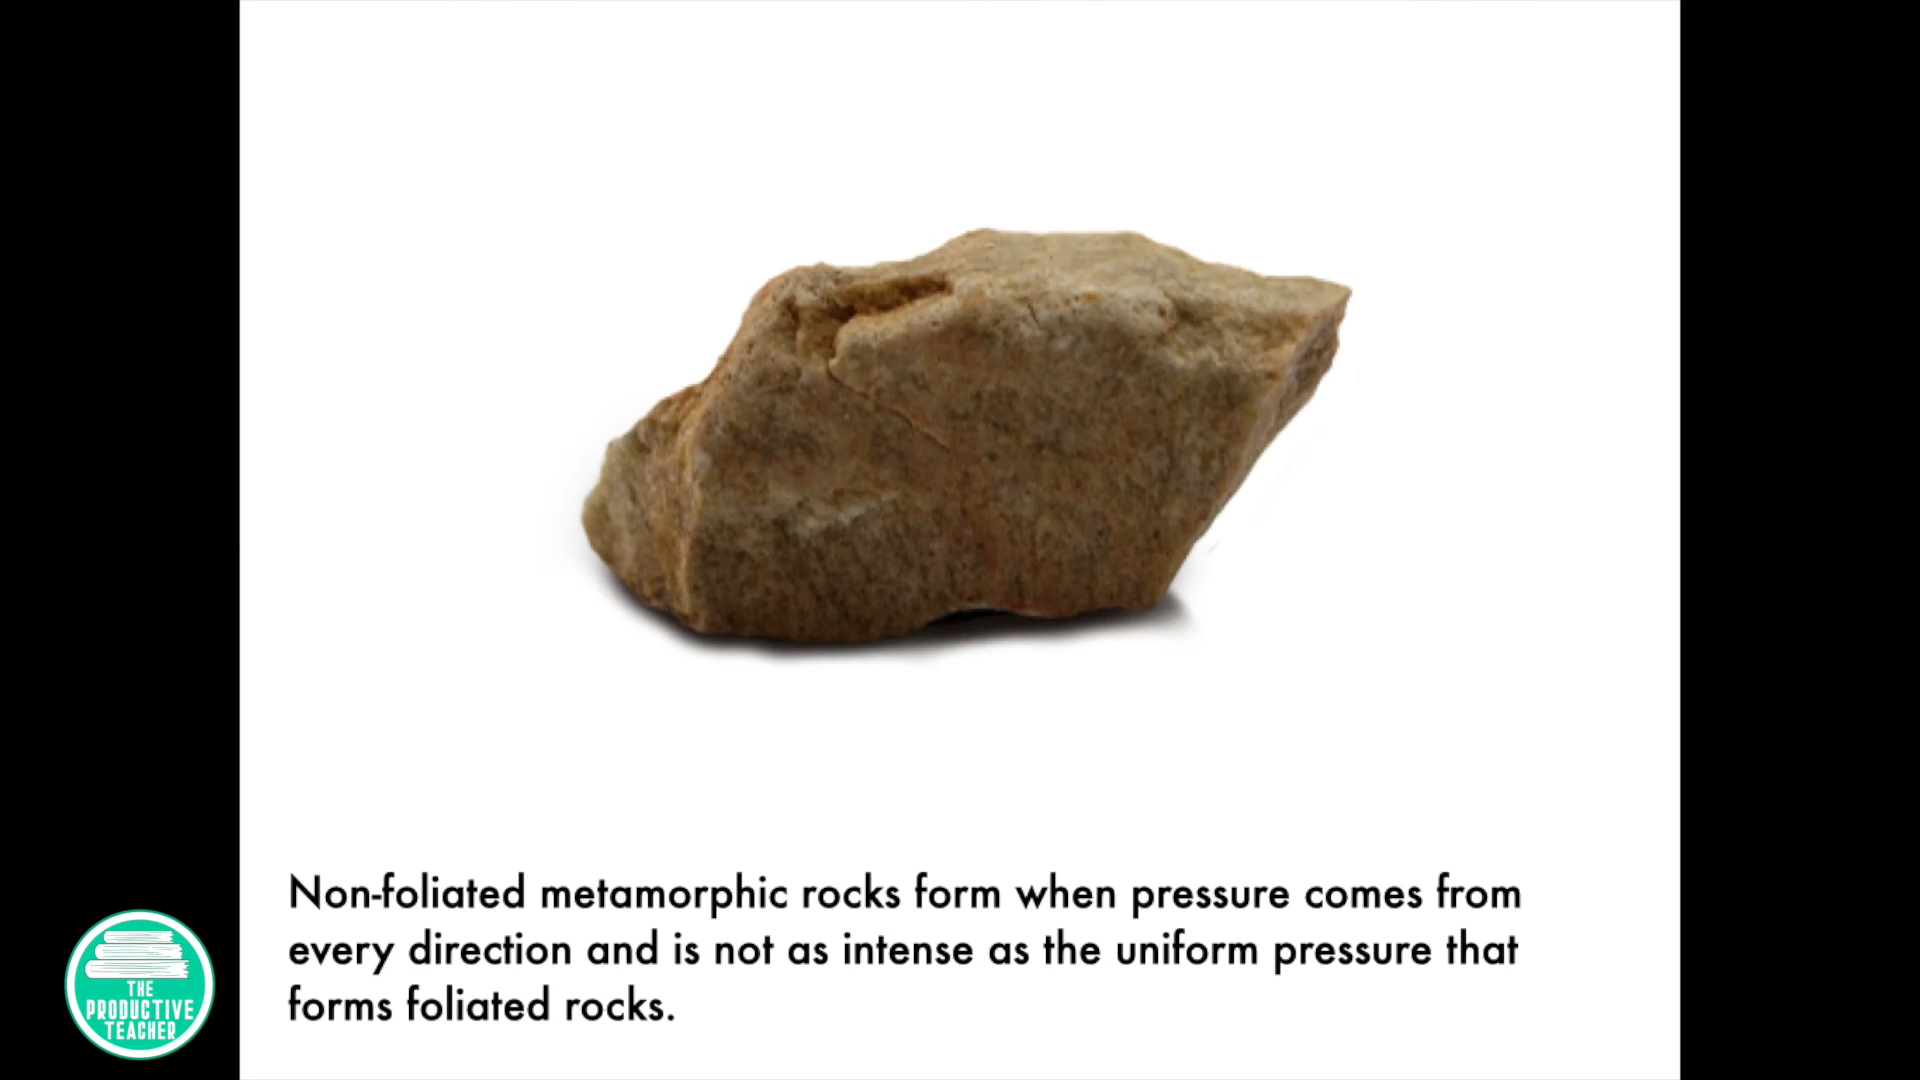 Non-foliated metamorphic rocks form when pressure comes from
every direction and is not as intense as the uniform pressure that
forms foliated rocks.
THE
PRODUCTIVE
TEACHER